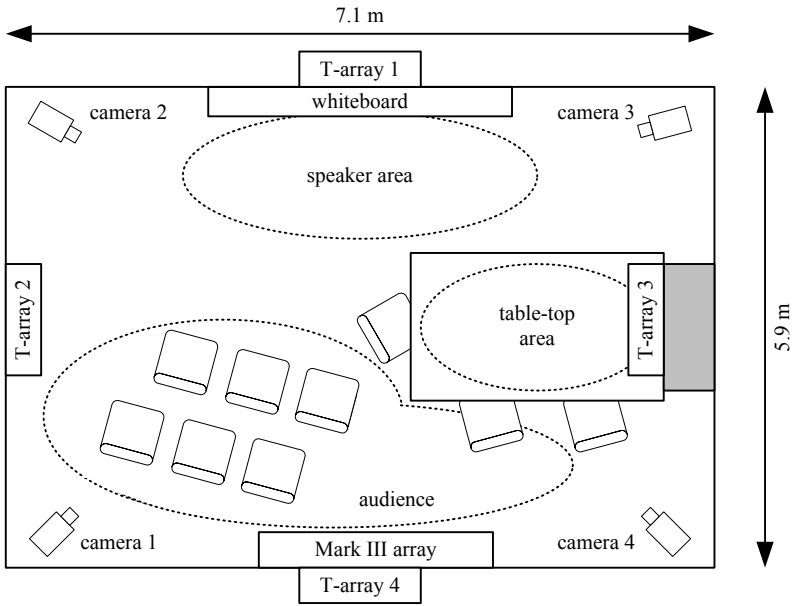 7.1 m
T-array 1
whiteboard
camera 2
camera 3
speaker area
T-array 2
table-top
area
T-array 3
5.9 m
audience
camera 1
Mark III array
camera 4
T-array 4